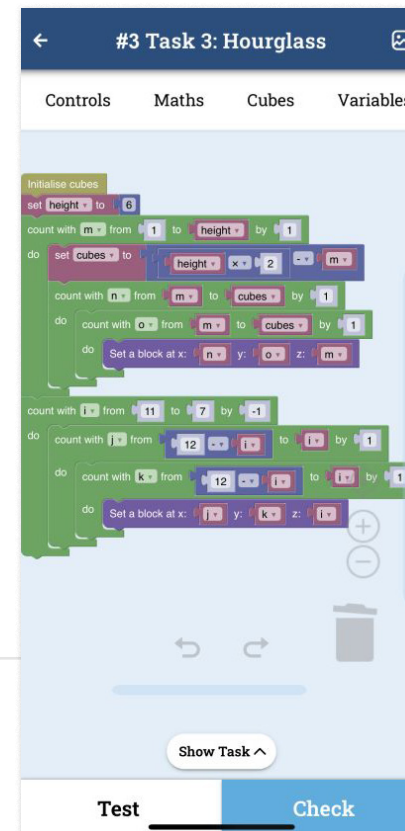 #3 Task 3: Hourglass
Controls Maths Cubes Variables
Initialise cubes
set height to 6
count with m from 1 to height by 1
do set cubes to height × 2 - m
count with n from m to cubes by 1
do count with o from m to cubes by 1
do Set a block at x: n y: o z: m
count with i from 11 to 7 by -1
do count with j from 12 - i to i by 1
do count with k from 12 - i to i by 1
do Set a block at x: j y: k z: i
Show Task
Test Check